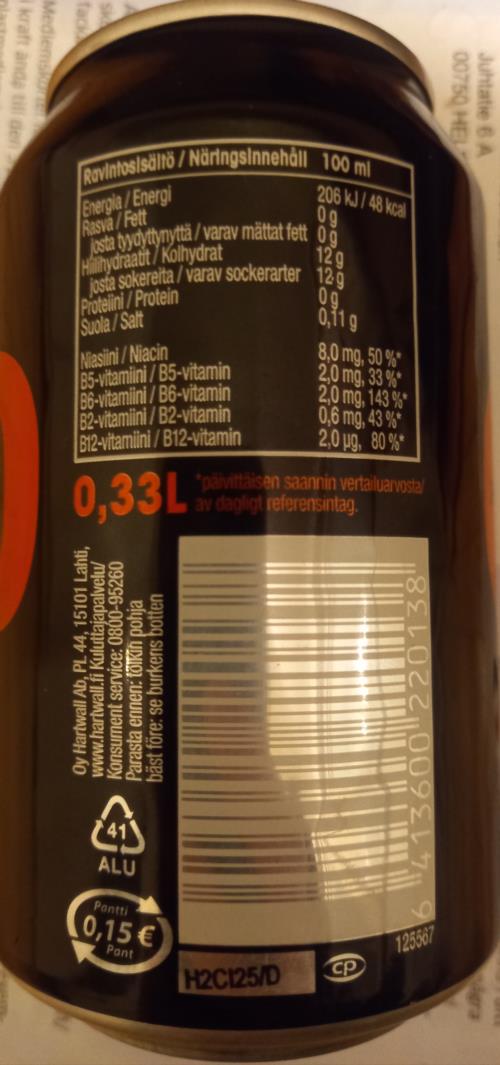 Juhtatie 6 A
00750 HEL
Ravintosisältö / Näringsinnehåll 100 ml
Energia / Energi 206 kJ / 48 kcal
Rasva / Fett 0 g
josta tyydyttynyttä / varav mättat fett 0 g
Hiilihydraatit / Kolhydrat 12 g
josta sokereita / varav sockerarter 12 g
Proteiini / Protein 0 g
Suola / Salt 0,11 g
Niasiini / Niacin 8,0 mg, 50 %*
B5-vitamiini / B5-vitamin 2,0 mg, 33 %*
B6-vitamiini / B6-vitamin 2,0 mg, 143 %*
B2-vitamiini / B2-vitamin 0,6 mg, 43 %*
B12-vitamiini / B12-vitamin 2,0 µg, 80 %*
0,33L
*päivittäisen saannin vertailuarvosta/
av dagligt referensintag.
Oy Hartwall Ab, PL 44, 15101 Lahti,
www.hartwall.fi Kuluttajapalvelu/
Konsument service: 0800-95260
Parasta ennen: tölkin pohja
bäst före: se burkens botten
6 413600 220138
41
ALU
Pantti
0,15 €
Pant
H2CI25/D
CP
125567